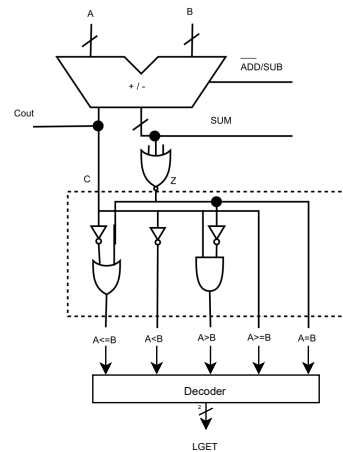 A B
+ / -
ADD/SUB
Cout
SUM
C Z
A<=B A<B A>B A>=B A=B
Decoder
2
LGET